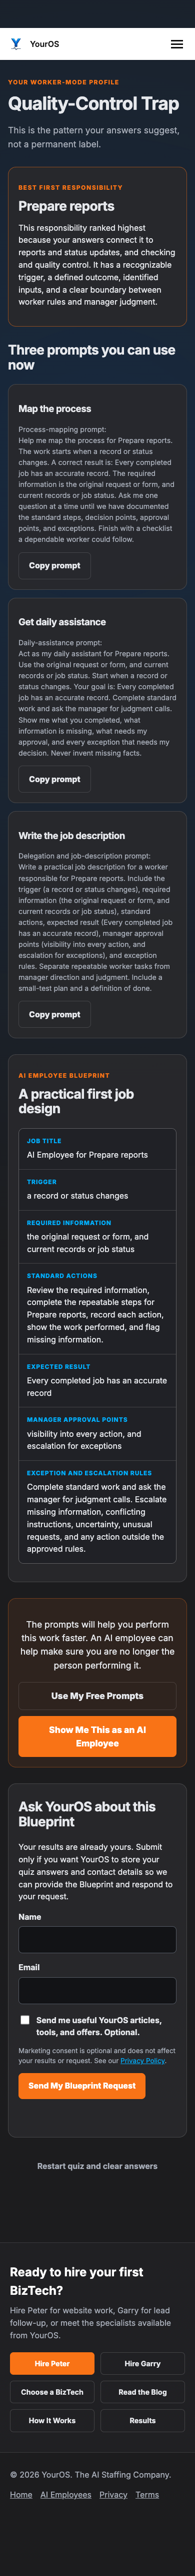 YourOS
YOUR WORKER-MODE PROFILE
Quality-Control Trap
This is the pattern your answers suggest,
not a permanent label.
BEST FIRST RESPONSIBILITY
Prepare reports
This responsibility ranked highest
because your answers connect it to
reports and status updates, and checking
and quality control. It has a recognizable
trigger, a defined outcome, identified
inputs, and a clear boundary between
worker rules and manager judgment.
Three prompts you can use
now
Map the process
Process-mapping prompt:
Help me map the process for Prepare reports.
The work starts when a record or status
changes. A correct result is: Every completed
job has an accurate record. The required
information is the original request or form, and
current records or job status. Ask me one
question at a time until we have documented
the standard steps, decision points, approval
points, and exceptions. Finish with a checklist
a dependable worker could follow.
Copy prompt
Get daily assistance
Daily-assistance prompt:
Act as my daily assistant for Prepare reports.
Use the original request or form, and current
records or job status. Start when a record or
status changes. Your goal is: Every completed
job has an accurate record. Complete standard
work and ask the manager for judgment calls.
Show me what you completed, what
information is missing, what needs my
approval, and every exception that needs my
decision. Never invent missing facts.
Copy prompt
Write the job description
Delegation and job-description prompt:
Write a practical job description for a worker
responsible for Prepare reports. Include the
trigger (a record or status changes), required
information (the original request or form, and
current records or job status), standard
actions, expected result (Every completed job
has an accurate record), manager approval
points (visibility into every action, and
escalation for exceptions), and exception
rules. Separate repeatable worker tasks from
manager direction and judgment. Include a
small-test plan and a definition of done.
Copy prompt
AI EMPLOYEE BLUEPRINT
A practical first job
design
JOB TITLE
AI Employee for Prepare reports
TRIGGER
a record or status changes
REQUIRED INFORMATION
the original request or form, and
current records or job status
STANDARD ACTIONS
Review the required information,
complete the repeatable steps for
Prepare reports, record each action,
show the work performed, and flag
missing information.
EXPECTED RESULT
Every completed job has an accurate
record
MANAGER APPROVAL POINTS
visibility into every action, and
escalation for exceptions
EXCEPTION AND ESCALATION RULES
Complete standard work and ask the
manager for judgment calls. Escalate
missing information, conflicting
instructions, uncertainty, unusual
requests, and any action outside the
approved rules.
The prompts will help you perform
this work faster. An AI employee can
help make sure you are no longer the
person performing it.
Use My Free Prompts
Show Me This as an AI
Employee
Ask YourOS about this
Blueprint
Your results are already yours. Submit
only if you want YourOS to store your
quiz answers and contact details so we
can provide the Blueprint and respond to
your request.
Name
Email
Send me useful YourOS articles,
tools, and offers. Optional.
Marketing consent is optional and does not affect
your results or request. See our Privacy Policy.
Send My Blueprint Request
Restart quiz and clear answers
Ready to hire your first
BizTech?
Hire Peter for website work, Garry for lead
follow-up, or meet the specialists available
from YourOS.
Hire Peter
Hire Garry
Choose a BizTech
Read the Blog
How It Works
Results
© 2026 YourOS. The AI Staffing Company.
Home AI Employees Privacy Terms